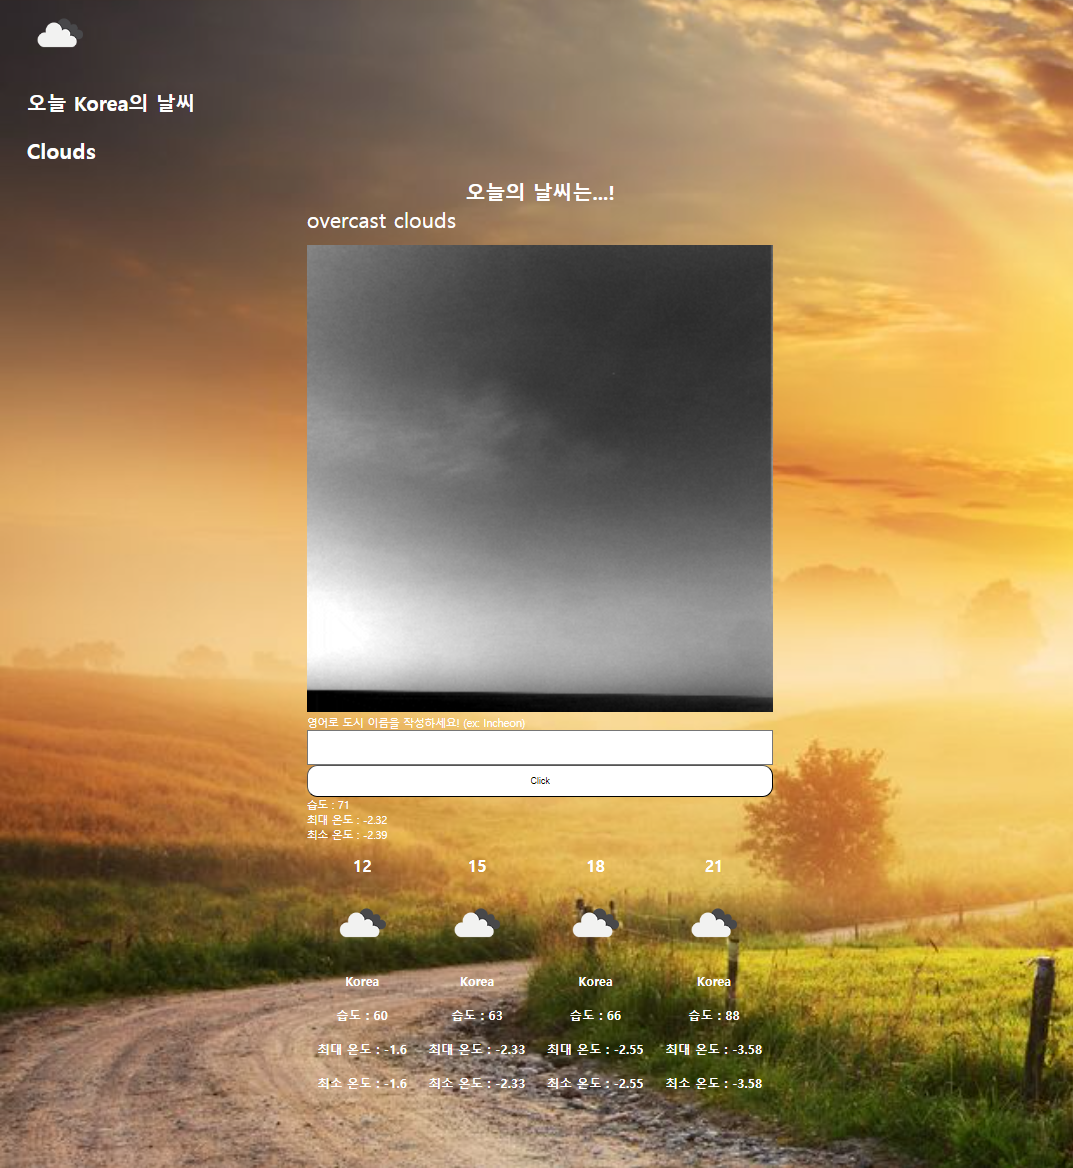 오늘 Korea의 날씨
Clouds
오늘의 날씨는...!
overcast clouds
영어로 도시 이름을 작성하세요! (ex: Incheon)
Click
습도 : 71
최대 온도 : -2.32
최소 온도 : -2.39
12 15 18 21
Korea Korea Korea Korea
습도 : 60 습도 : 63 습도 : 66 습도 : 88
최대 온도 : -1.6 최대 온도 : -2.33 최대 온도 : -2.55 최대 온도 : -3.58
최소 온도 : -1.6 최소 온도 : -2.33 최소 온도 : -2.55 최소 온도 : -3.58